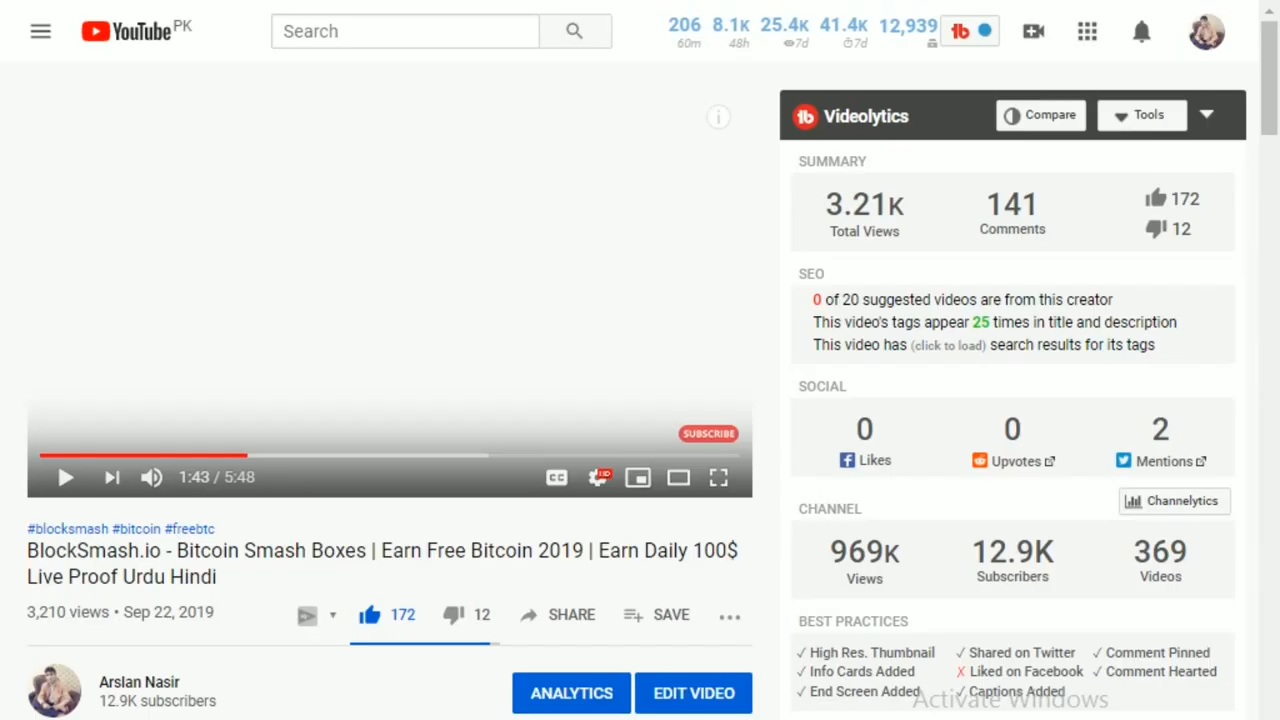 YouTube PK
Search
206 8.1k 25.4k 41.4k 12,939
60m 48h 7d 7d
Videolytics
Compare
Tools
SUMMARY
3.21K 141 172
Total Views Comments 12
SEO
0 of 20 suggested videos are from this creator
This video's tags appear 25 times in title and description
This video has (click to load) search results for its tags
SOCIAL
0 0 2
Likes Upvotes Mentions
CHANNEL
Channelytics
969K 12.9K 369
Views Subscribers Videos
BEST PRACTICES
High Res. Thumbnail Shared on Twitter Comment Pinned
Info Cards Added Liked on Facebook Comment Hearted
End Screen Added Captions Added
Activate Windows
SUBSCRIBE
1:43 / 5:48
CC
HD
#blocksmash #bitcoin #freebtc
BlockSmash.io - Bitcoin Smash Boxes | Earn Free Bitcoin 2019 | Earn Daily 100$
Live Proof Urdu Hindi
3,210 views • Sep 22, 2019
172 12 SHARE SAVE
Arslan Nasir
12.9K subscribers
ANALYTICS
EDIT VIDEO